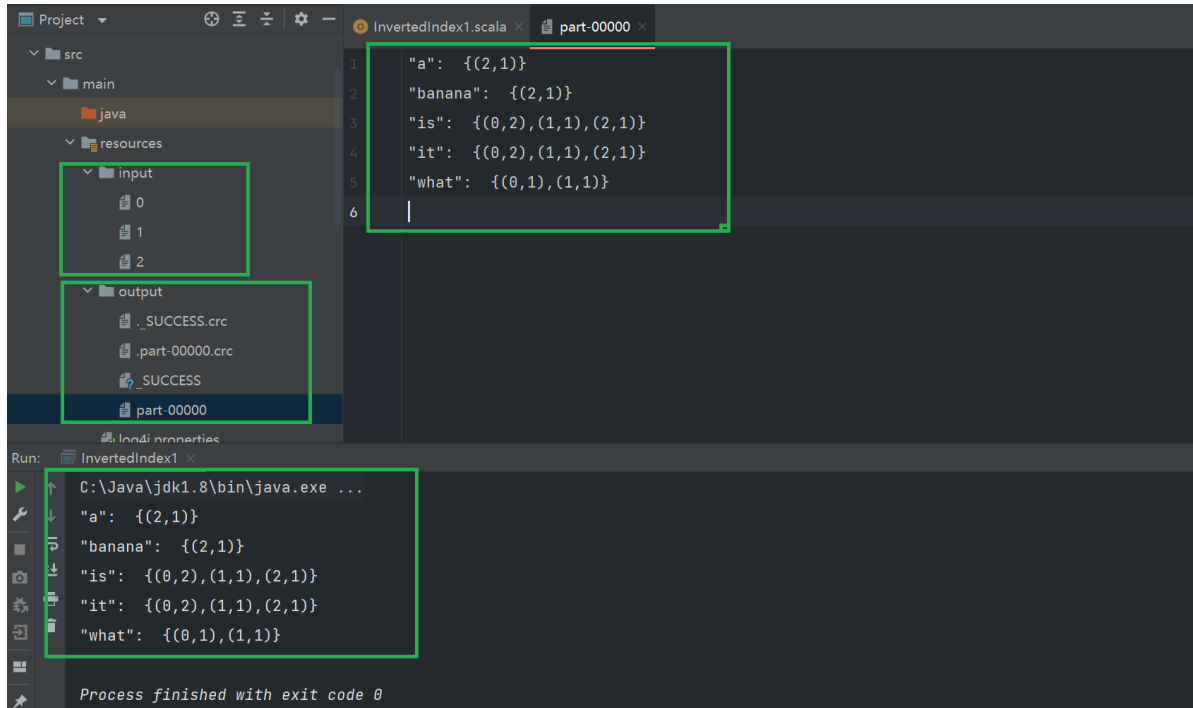 Project
InvertedIndex1.scala
part-00000
src
main
java
resources
input
0
1
2
output
._SUCCESS.crc
.part-00000.crc
_SUCCESS
part-00000
log4j.properties
1 "a":  {(2,1)}
2 "banana":  {(2,1)}
3 "is":  {(0,2),(1,1),(2,1)}
4 "it":  {(0,2),(1,1),(2,1)}
5 "what":  {(0,1),(1,1)}
6
Run: InvertedIndex1
C:\Java\jdk1.8\bin\java.exe ...
"a":  {(2,1)}
"banana":  {(2,1)}
"is":  {(0,2),(1,1),(2,1)}
"it":  {(0,2),(1,1),(2,1)}
"what":  {(0,1),(1,1)}
Process finished with exit code 0